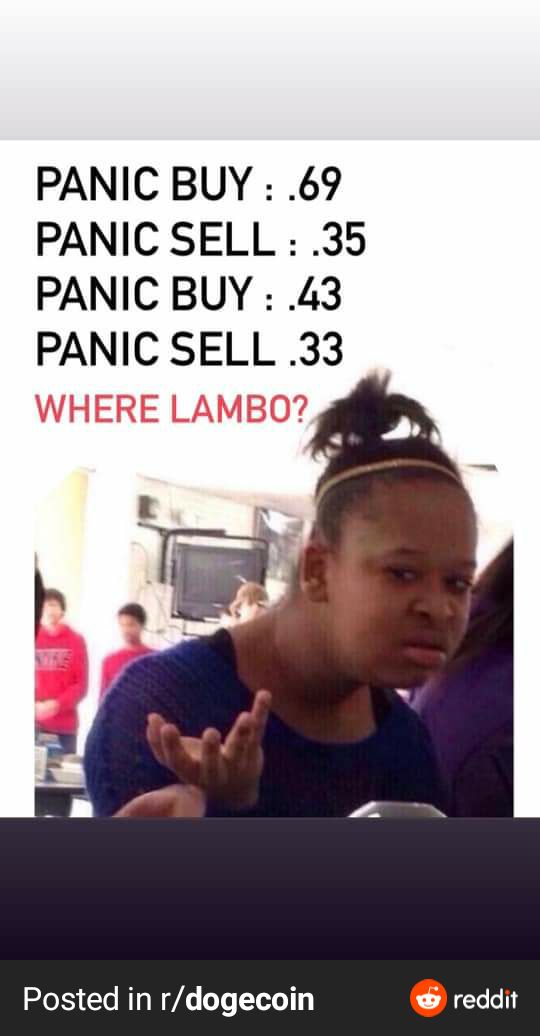 PANIC BUY : .69
PANIC SELL : .35
PANIC BUY : .43
PANIC SELL .33
WHERE LAMBO?
Posted in r/dogecoin
reddit